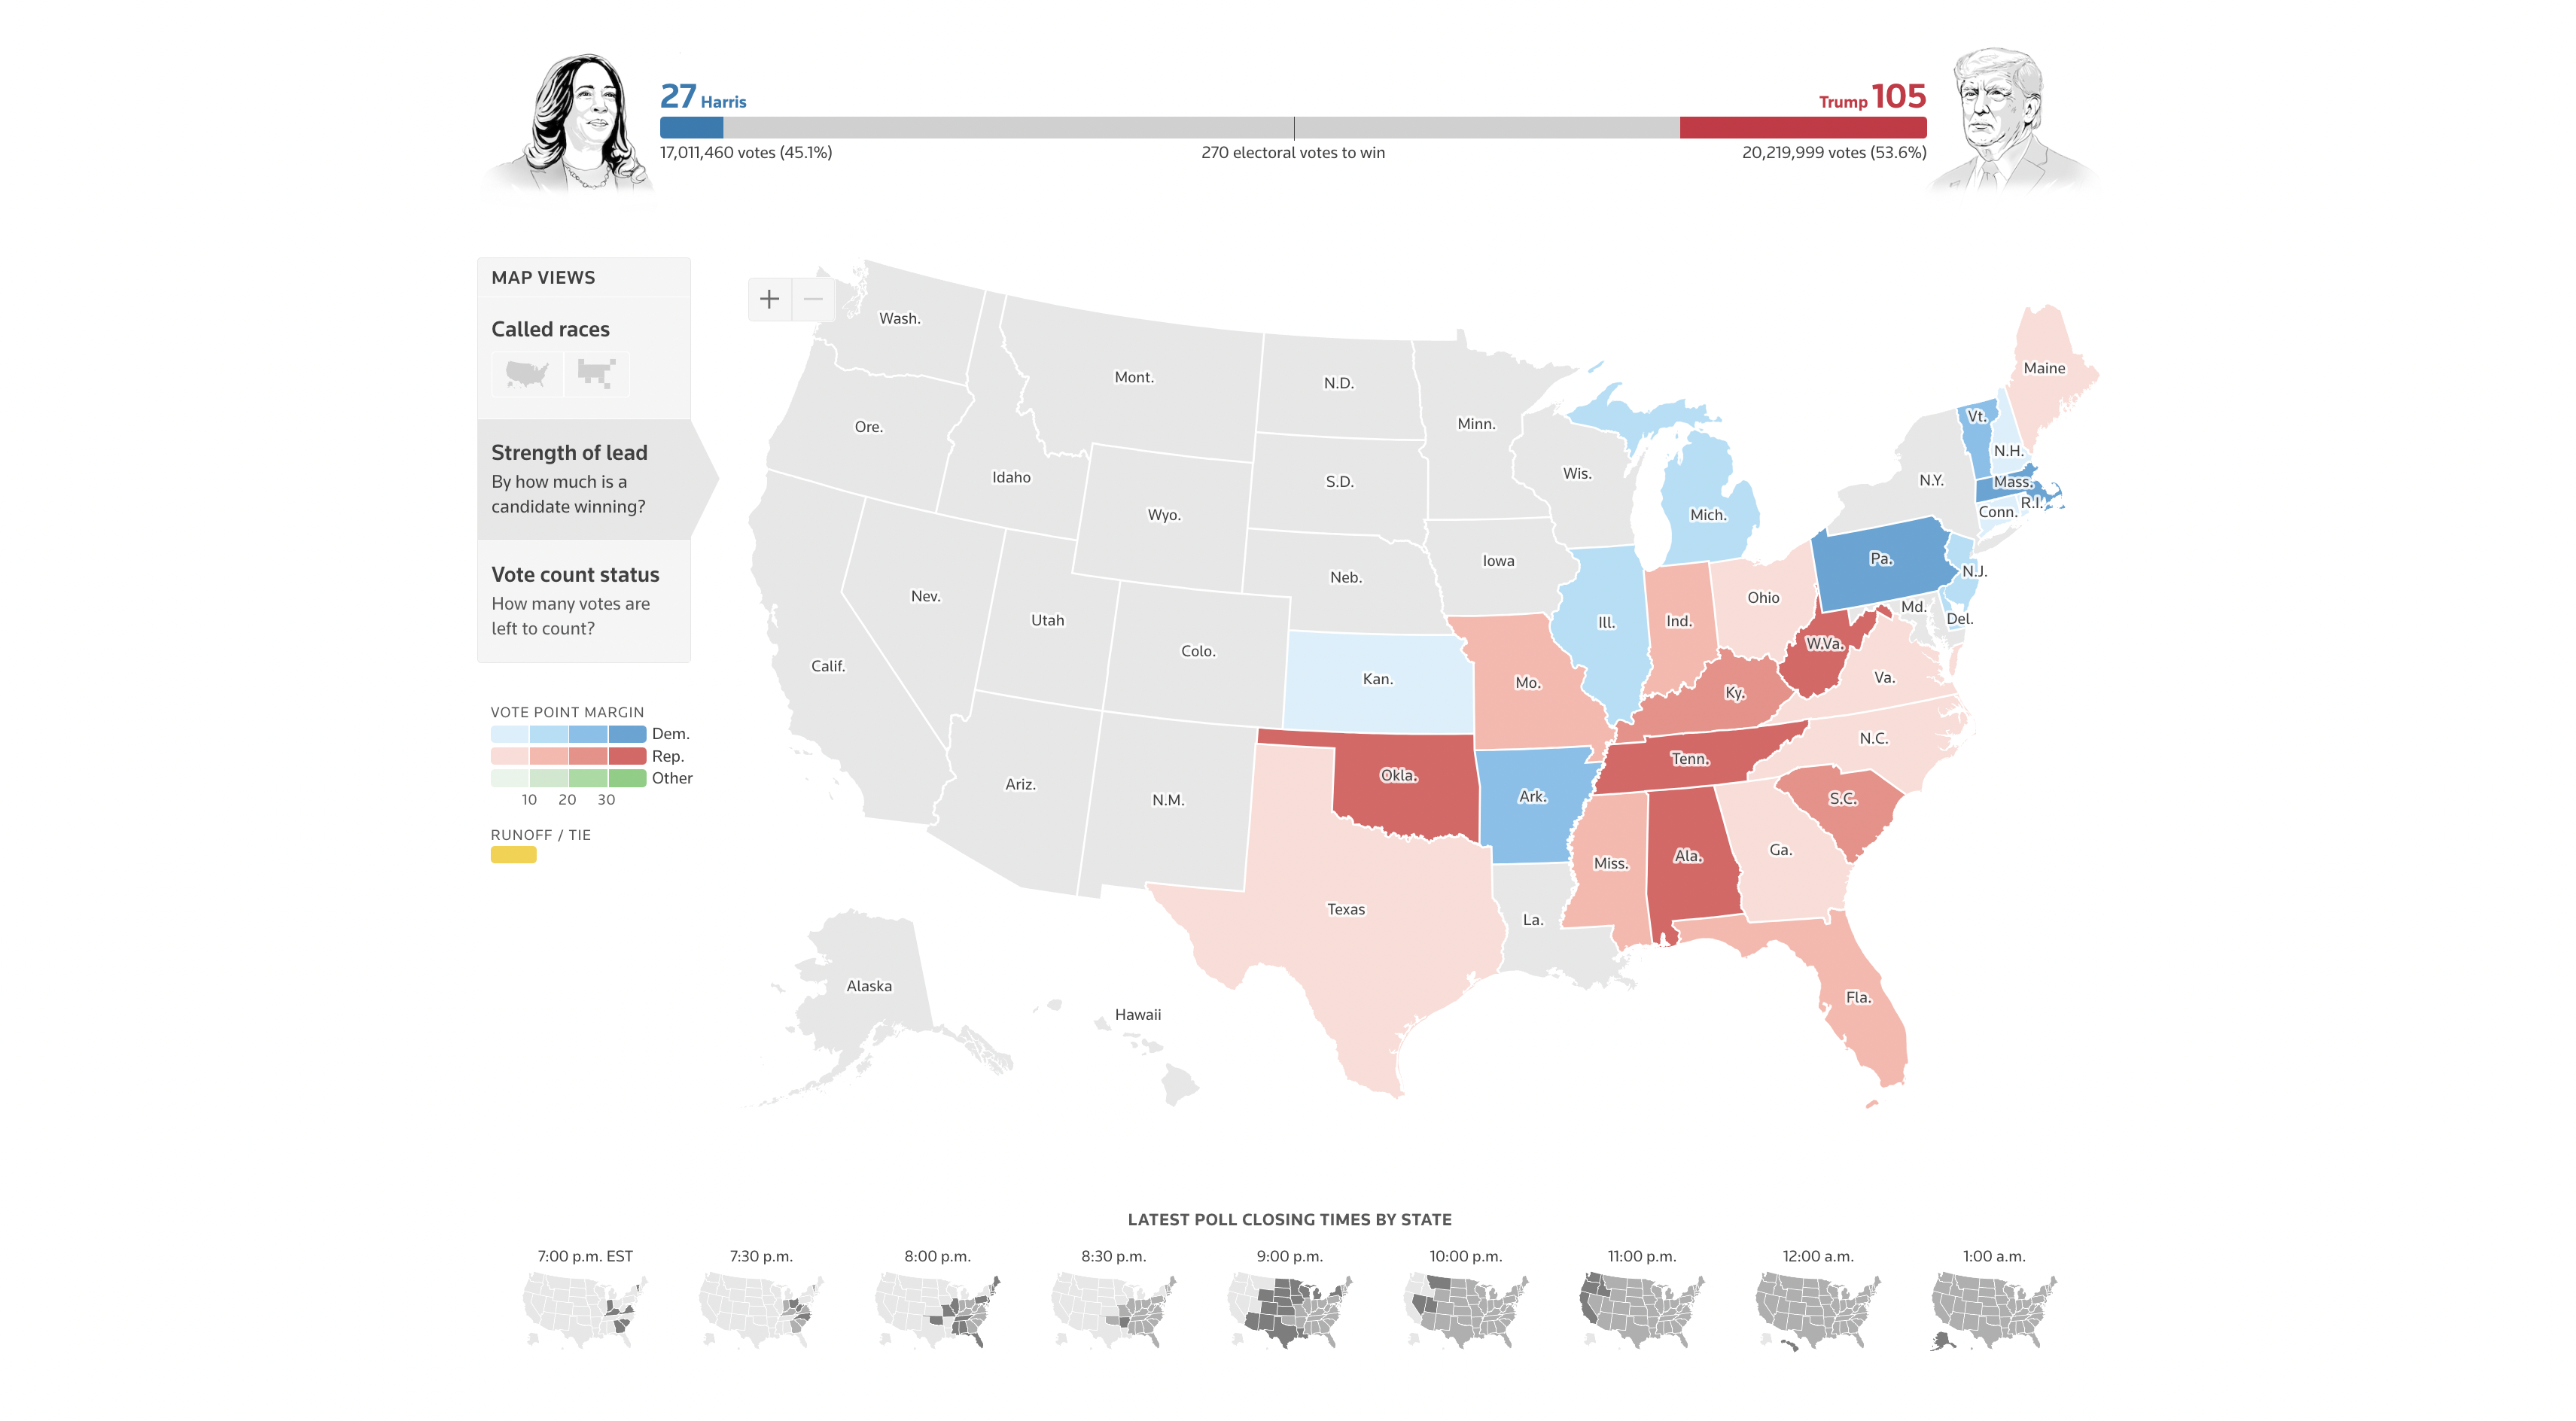 27 Harris
Trump 105
17,011,460 votes (45.1%)
270 electoral votes to win
20,219,999 votes (53.6%)
MAP VIEWS
Called races
Strength of lead
By how much is a
candidate winning?
Vote count status
How many votes are
left to count?
VOTE POINT MARGIN
Dem.
Rep.
Other
10 20 30
RUNOFF / TIE
Wash.
Mont.
N.D.
Minn.
Maine
Ore.
Idaho
Wyo.
S.D.
Wis.
Mich.
Vt.
N.H.
N.Y.
Mass.
R.I.
Conn.
Nev.
Utah
Colo.
Neb.
Iowa
Ill.
Ind.
Ohio
Pa.
N.J.
Md.
Del.
Calif.
Kan.
Mo.
Ky.
W.Va.
Va.
Ariz.
N.M.
Okla.
Ark.
Tenn.
N.C.
S.C.
Texas
La.
Miss.
Ala.
Ga.
Fla.
Alaska
Hawaii
LATEST POLL CLOSING TIMES BY STATE
7:00 p.m. EST
7:30 p.m.
8:00 p.m.
8:30 p.m.
9:00 p.m.
10:00 p.m.
11:00 p.m.
12:00 a.m.
1:00 a.m.